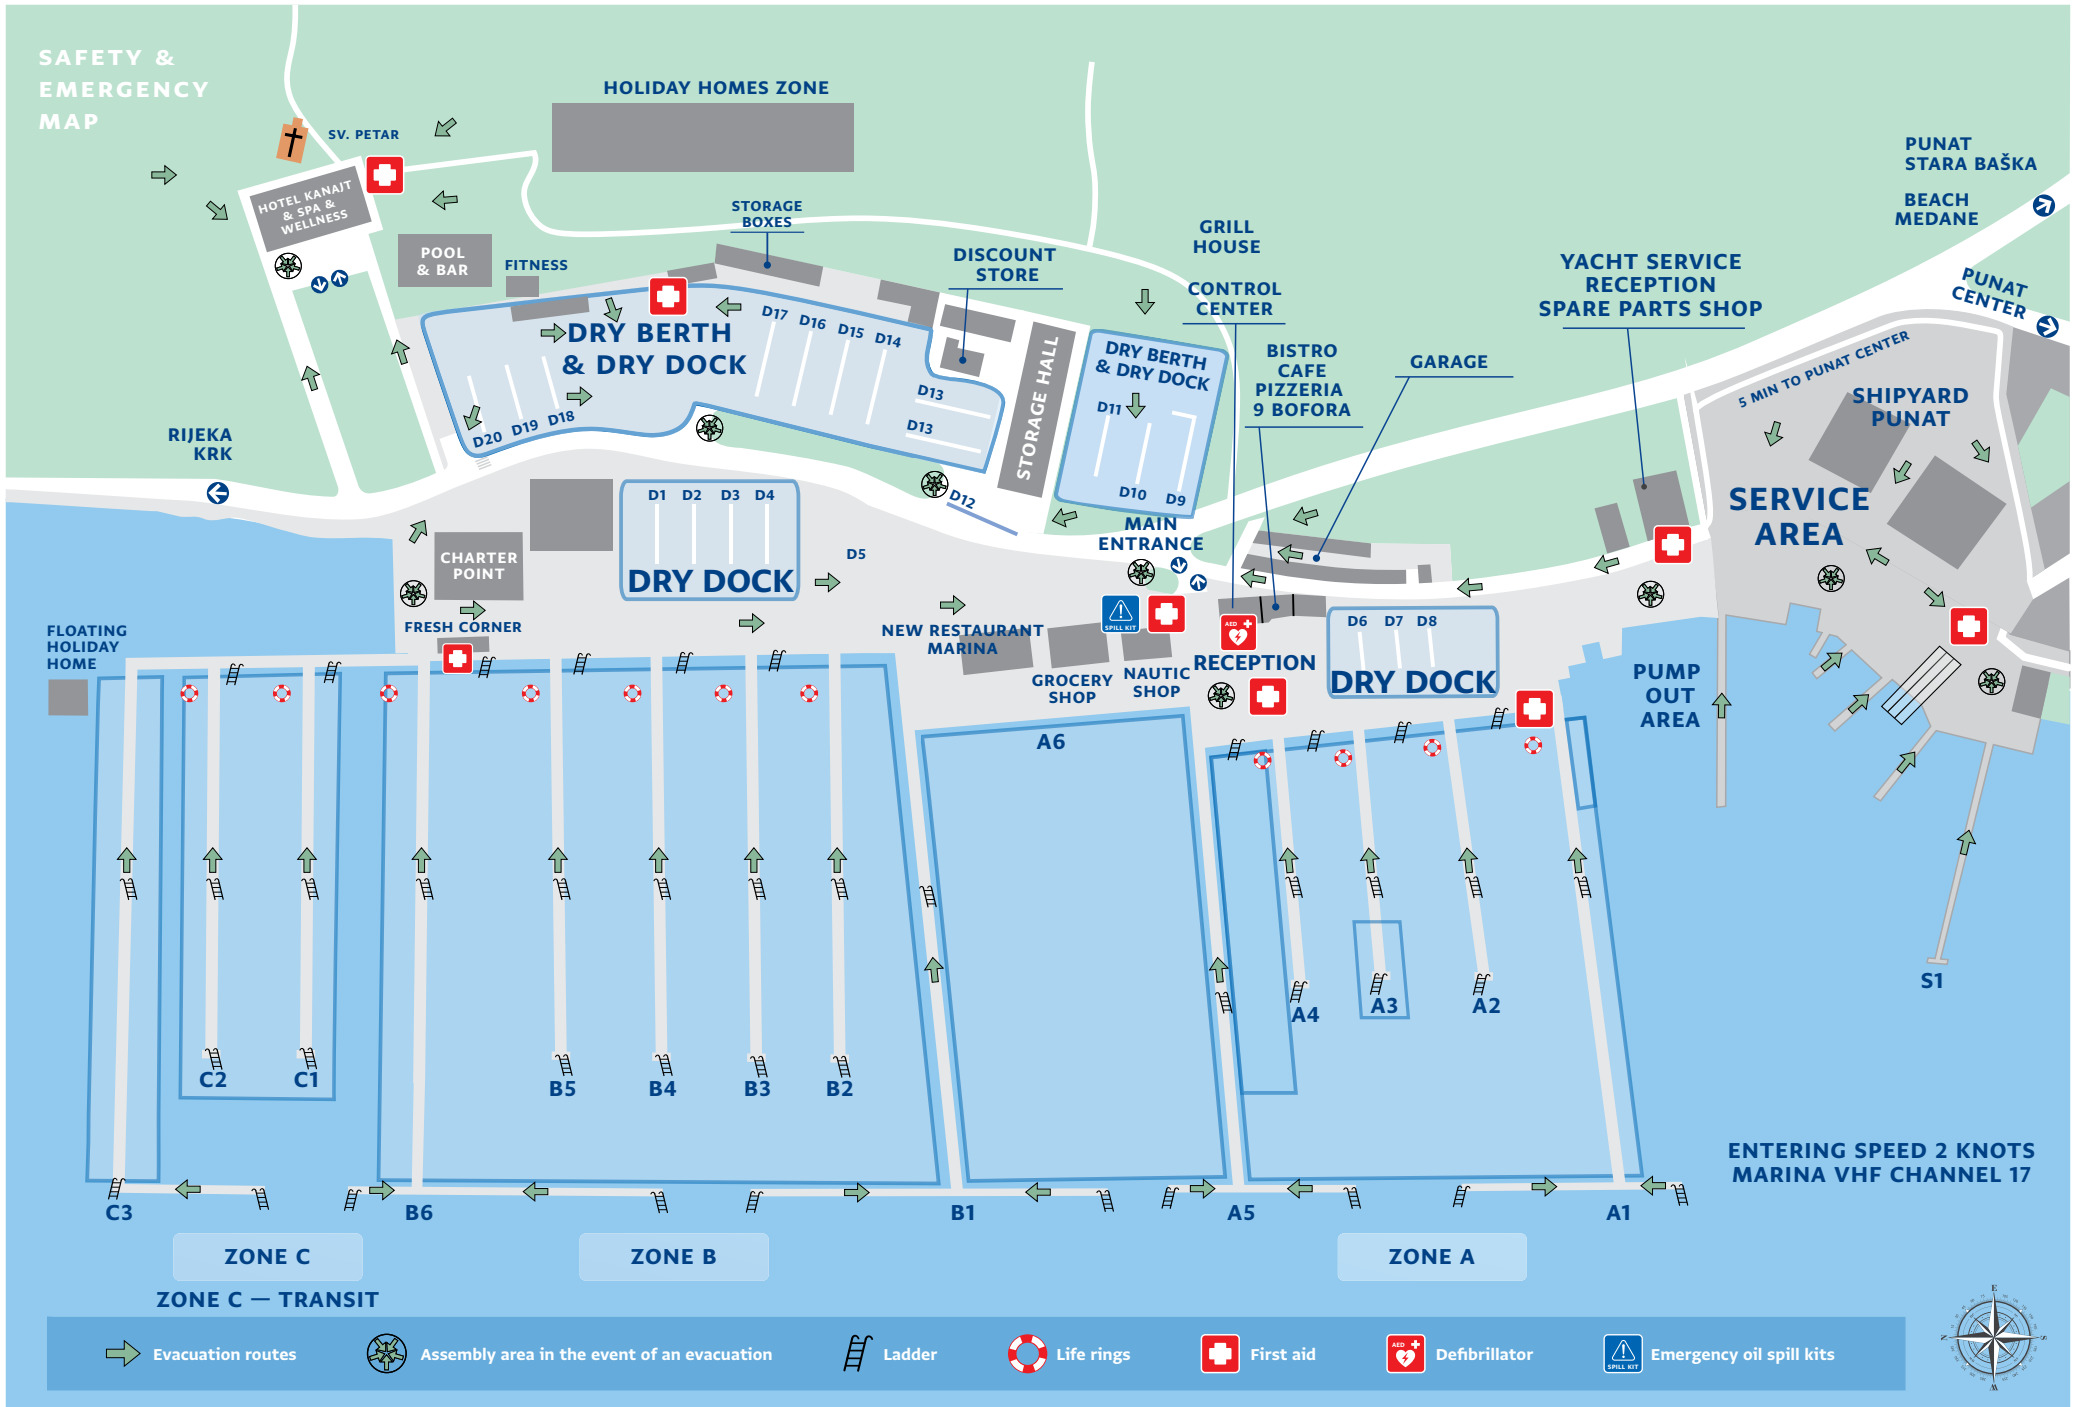 SAFETY &
EMERGENCY
MAP
HOLIDAY HOMES ZONE
SV. PETAR
HOTEL KANAJT
& SPA &
WELLNESS
POOL
& BAR
FITNESS
STORAGE
BOXES
DISCOUNT
STORE
GRILL
HOUSE
CONTROL
CENTER
BISTRO
CAFE
PIZZERIA
9 BOFORA
GARAGE
YACHT SERVICE
RECEPTION
SPARE PARTS SHOP
PUNAT
STARA BAŠKA
BEACH
MEDANE
PUNAT
CENTER
5 MIN TO PUNAT CENTER
SHIPYARD
PUNAT
SERVICE
AREA
RIJEKA
KRK
DRY BERTH
& DRY DOCK
D17
D16
D15
D14
D13
D13
D20
D19
D18
D12
STORAGE HALL
DRY BERTH
& DRY DOCK
D11
D10
D9
MAIN
ENTRANCE
CHARTER
POINT
D1
D2
D3
D4
DRY DOCK
D5
FRESH CORNER
FLOATING
HOLIDAY
HOME
NEW RESTAURANT
MARINA
GROCERY
SHOP
NAUTIC
SHOP
SPILL KIT
AED
RECEPTION
D6
D7
D8
DRY DOCK
PUMP
OUT
AREA
A6
A4
A3
A2
S1
C2
C1
B5
B4
B3
B2
C3
B6
B1
A5
A1
ENTERING SPEED 2 KNOTS
MARINA VHF CHANNEL 17
ZONE C
ZONE B
ZONE A
ZONE C — TRANSIT
Evacuation routes
Assembly area in the event of an evacuation
Ladder
Life rings
First aid
AED
Defibrillator
SPILL KIT
Emergency oil spill kits
E
N
S
W